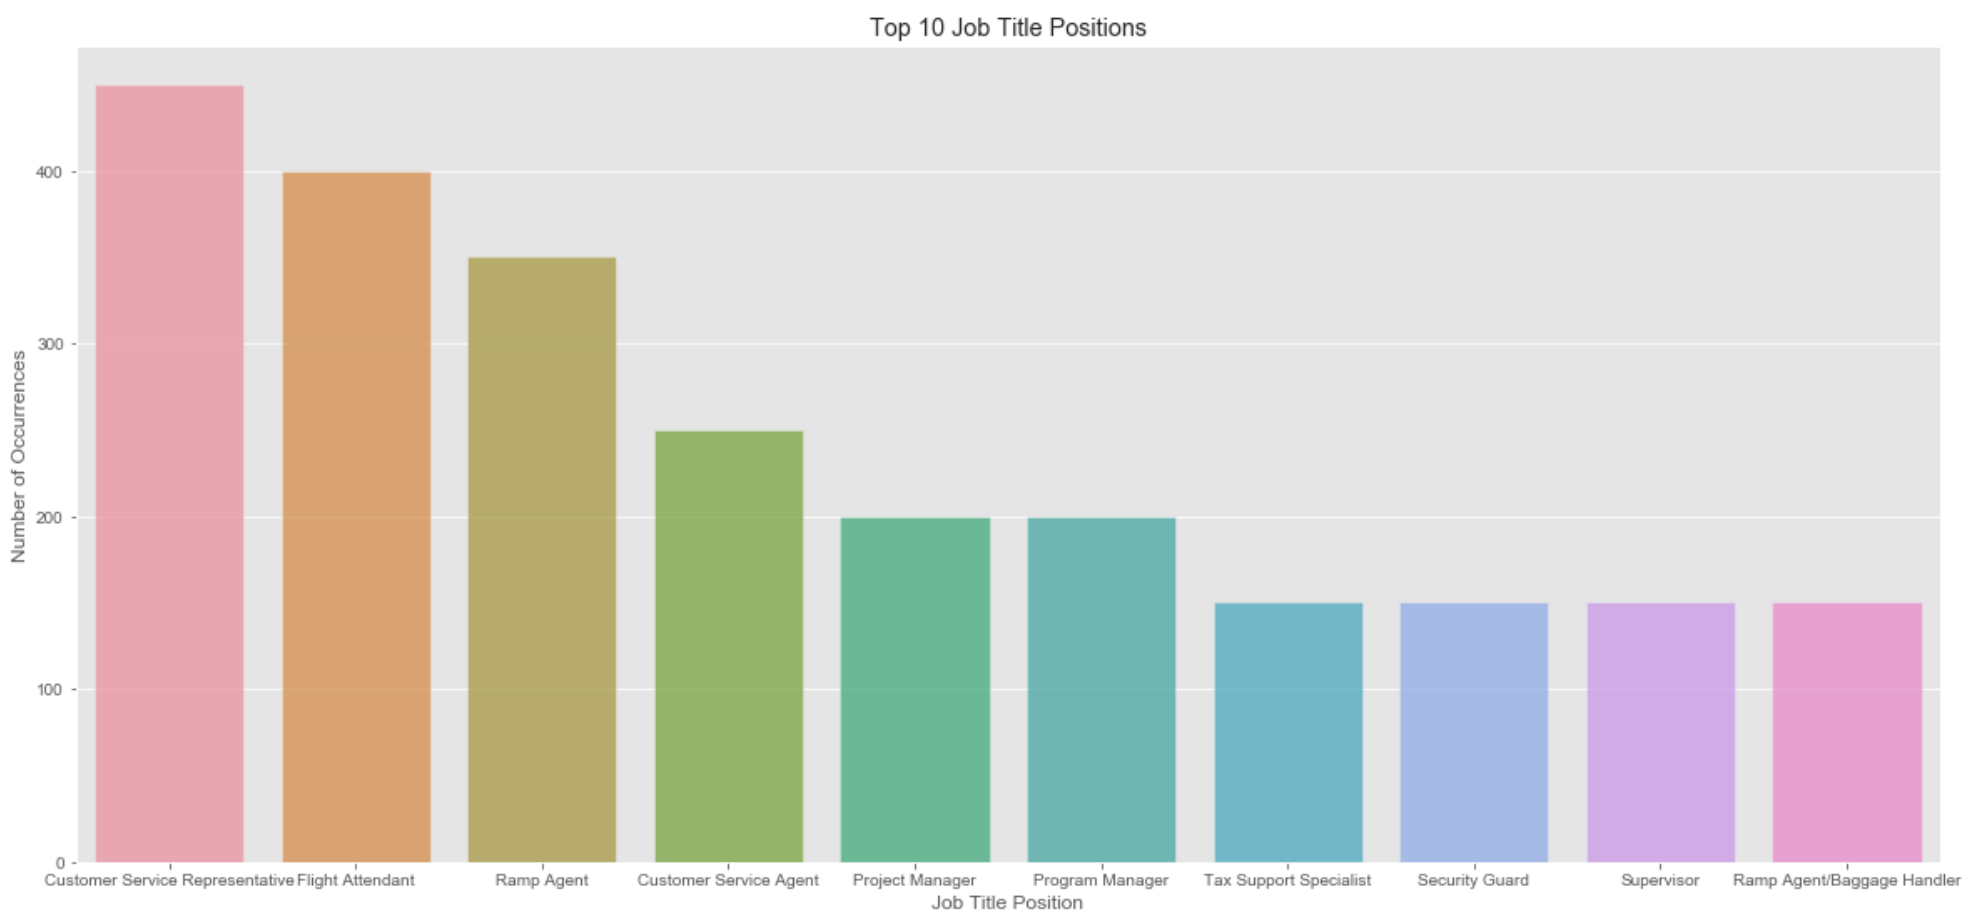 Top 10 Job Title Positions
Number of Occurrences
400
300
200
100
0
Customer Service Representative Flight Attendant Ramp Agent Customer Service Agent Project Manager Program Manager Tax Support Specialist Security Guard Supervisor Ramp Agent/Baggage Handler
Job Title Position